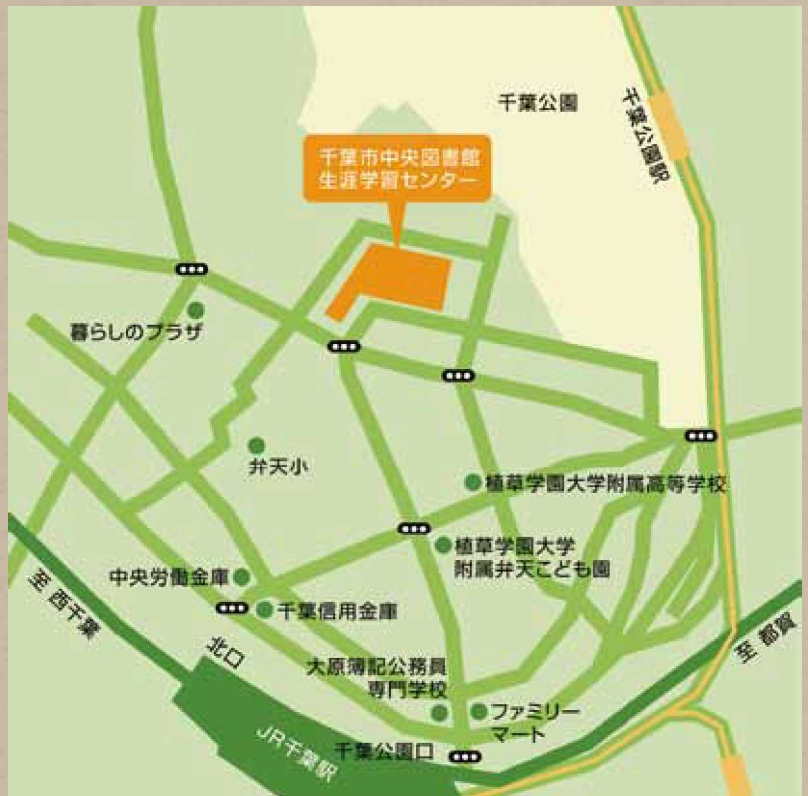 千葉公園
千葉公園駅
千葉市中央図書館
生涯学習センター
暮らしのプラザ
弁天小
植草学園大学附属高等学校
植草学園大学
附属弁天こども園
中央労働金庫
千葉信用金庫
至 西千葉
北口
大原簿記公務員
専門学校
ファミリー
マート
至 都賀
JR千葉駅
千葉公園口